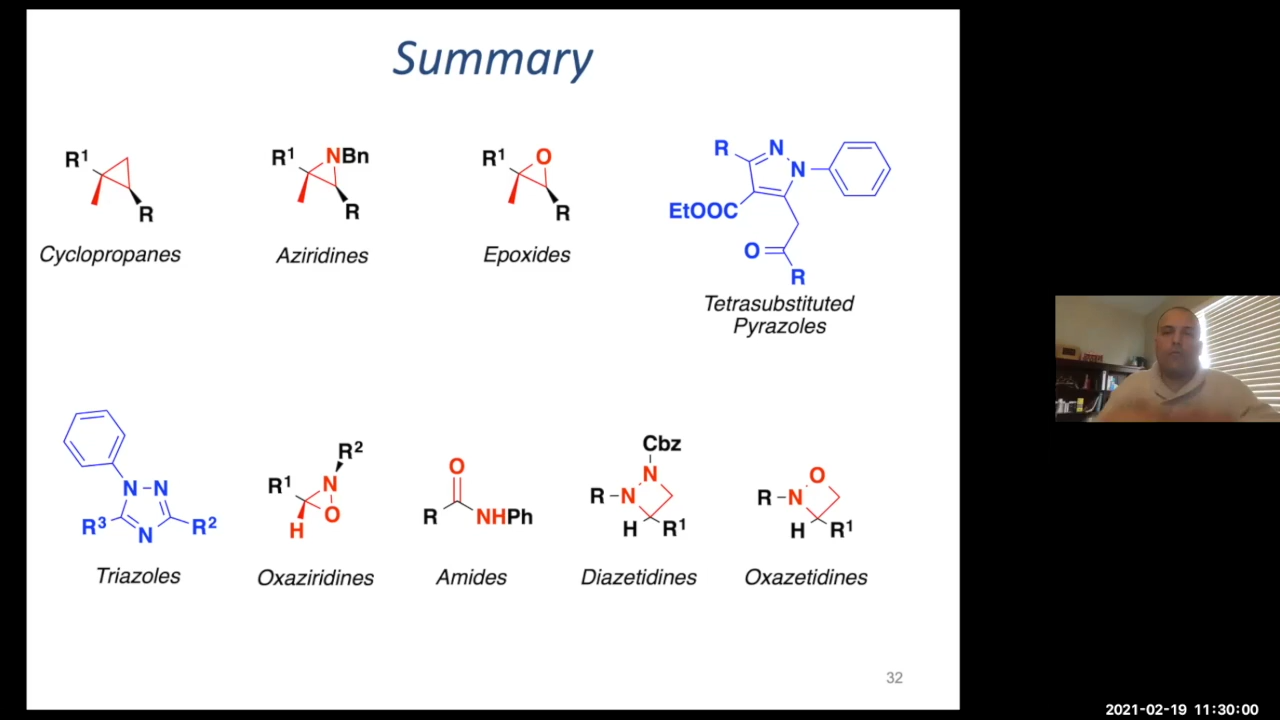 Summary
R¹
R
Cyclopropanes
R¹
NBn
R
Aziridines
R¹
O
R
Epoxides
R
N
N
EtOOC
O
R
Tetrasubstituted
Pyrazoles
N
N
R³
N
R²
Triazoles
R²
R¹
N
O
H
Oxaziridines
O
R
NHPh
Amides
Cbz
N
R
N
H
R¹
Diazetidines
O
R
N
H
R¹
Oxazetidines
32
2021-02-19 11:30:00